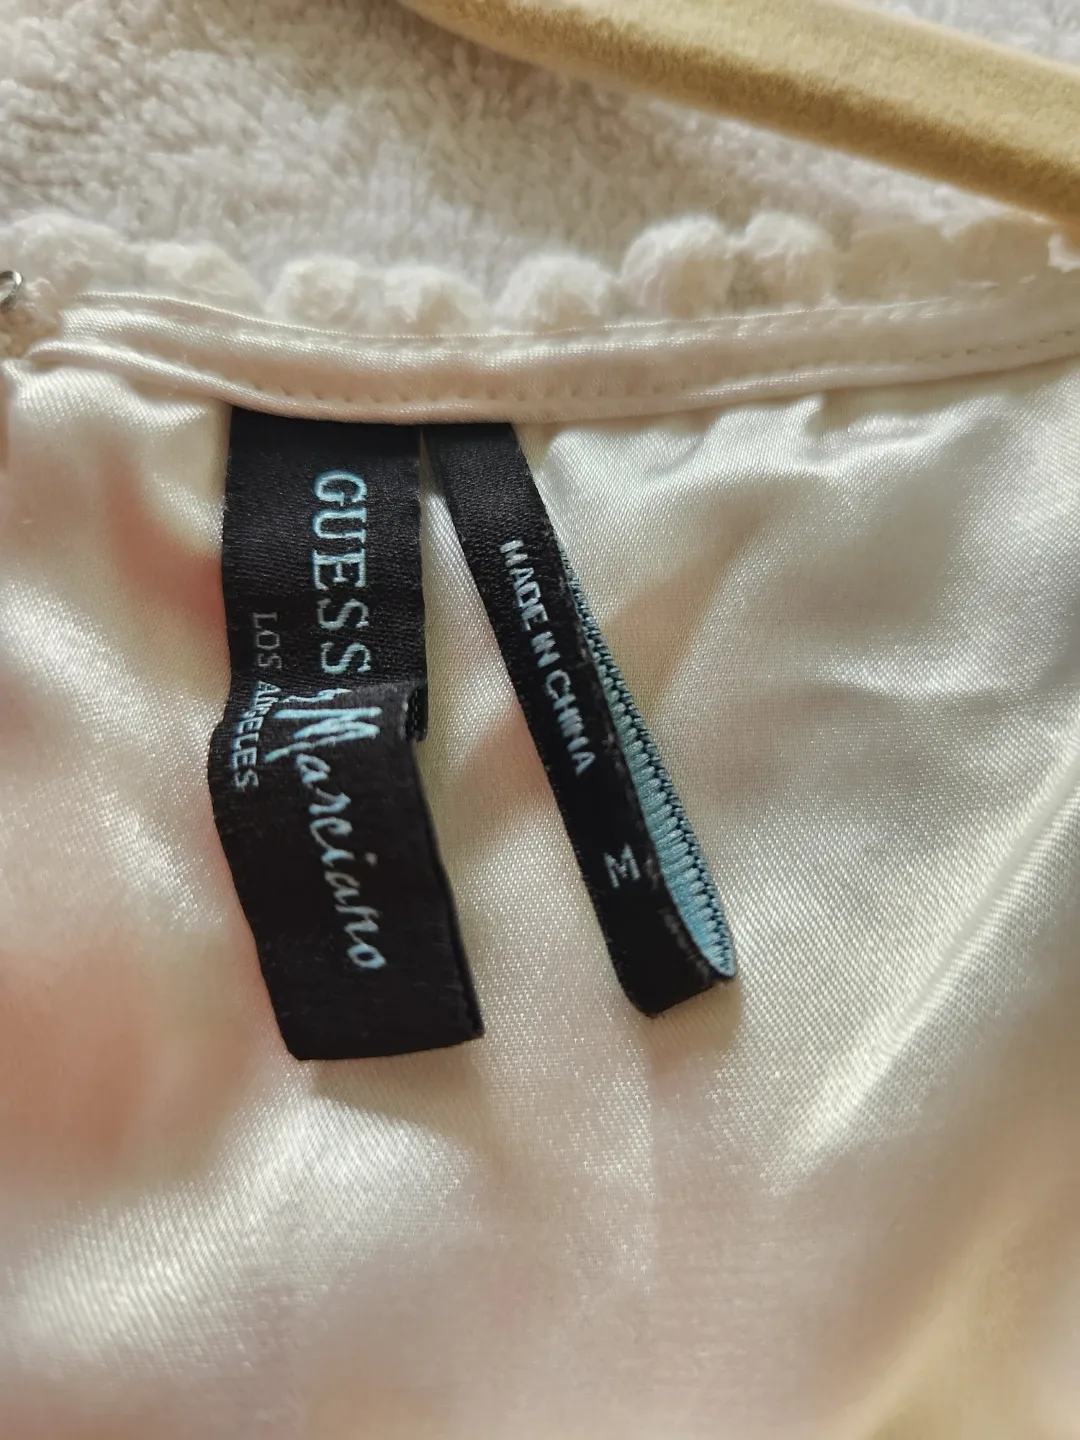 GUESS
Marciano
LOS ANGELES
MADE IN CHINA
M